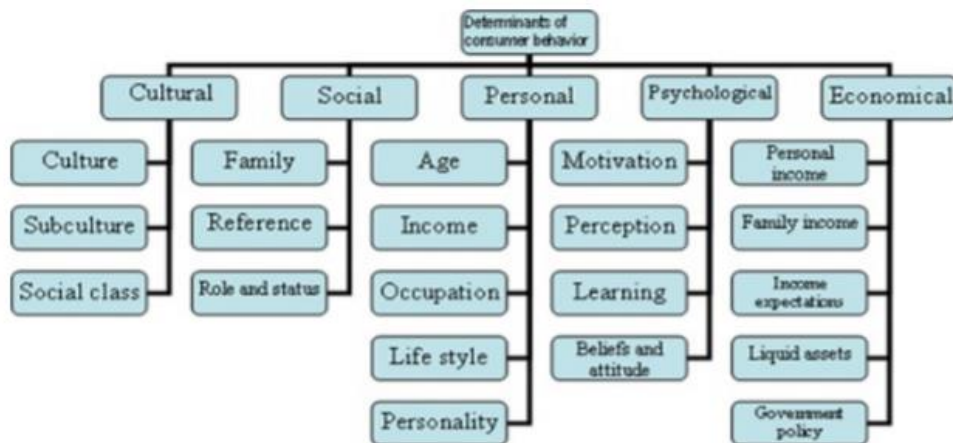 Determinants of
consumer behavior
Cultural
Social
Personal
Psychological
Economical
Culture
Family
Age
Motivation
Personal
income
Subculture
Reference
Income
Perception
Family income
Social class
Role and status
Occupation
Learning
Income
expectations
Life style
Beliefs and
attitude
Liquid assets
Personality
Government
policy